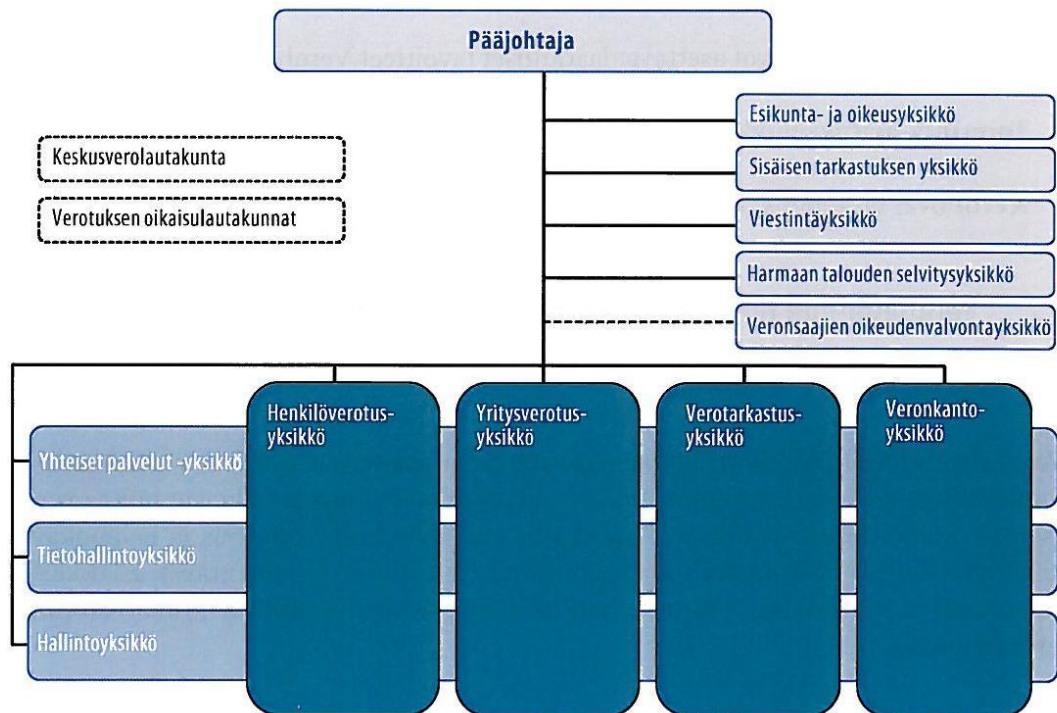 Pääjohtaja
Esikunta- ja oikeusyksikkö
Keskusverolautakunta
Sisäisen tarkastuksen yksikkö
Verotuksen oikaisulautakunnat
Viestintäyksikkö
Harmaan talouden selvitysyksikkö
Veronsaajien oikeudenvalvontayksikkö
Henkilöverotus-
yksikkö
Yritysverotus-
yksikkö
Verotarkastus-
yksikkö
Veronkanto-
yksikkö
Yhteiset palvelut -yksikkö
Tietohallintoyksikkö
Hallintoyksikkö